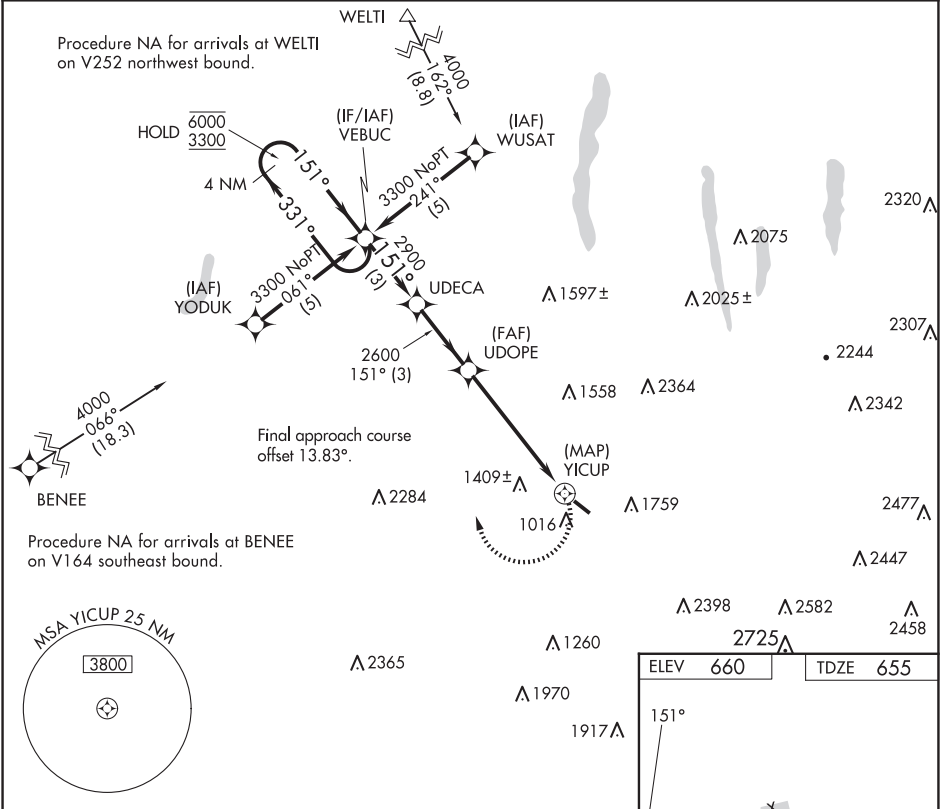 WELTI
Procedure NA for arrivals at WELTI
on V252 northwest bound.
4000
162°
(8.8)
HOLD
6000
3300
(IF/IAF)
VEBUC
(IAF)
WUSAT
4 NM
151°
331°
3300 NoPT
241°
(5)
2320
2075
2900
151°
(3)
UDECA
(IAF)
YODUK
3300 NoPT
061°
(5)
1597±
2025±
2307
(FAF)
UDOPE
2600
151° (3)
2244
1558
2364
2342
4000
066°
(18.3)
BENEE
Final approach course
offset 13.83°.
(MAP)
YICUP
1409±
2284
1759
2477
1016
Procedure NA for arrivals at BENEE
on V164 southeast bound.
2447
2398
2582
2458
MSA YICUP 25 NM
3800
2725
1260
2365
ELEV 660
TDZE 655
1970
151°
1917